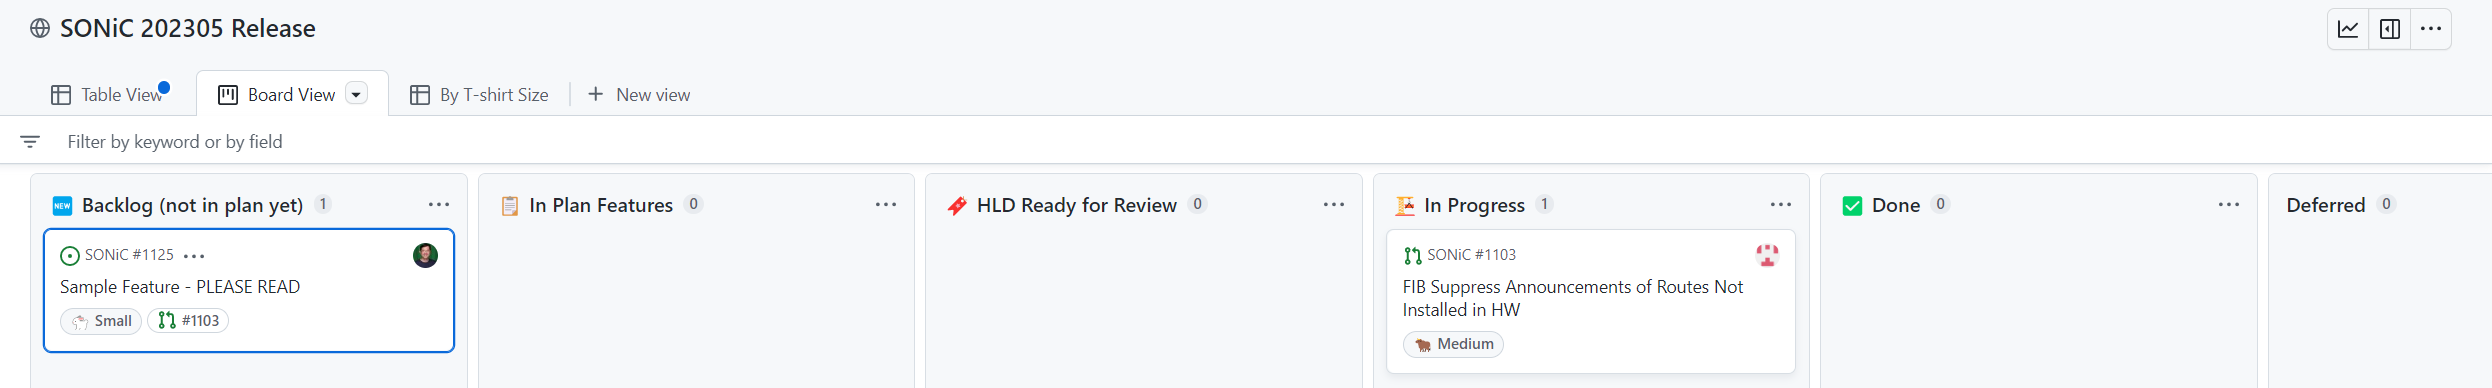 SONiC 202305 Release
Table View
Board View
By T-shirt Size
New view
Filter by keyword or by field
NEW Backlog (not in plan yet) 1
In Plan Features 0
HLD Ready for Review 0
In Progress 1
Done 0
Deferred 0
SONiC #1125
Sample Feature - PLEASE READ
Small #1103
SONiC #1103
FIB Suppress Announcements of Routes Not
Installed in HW
Medium